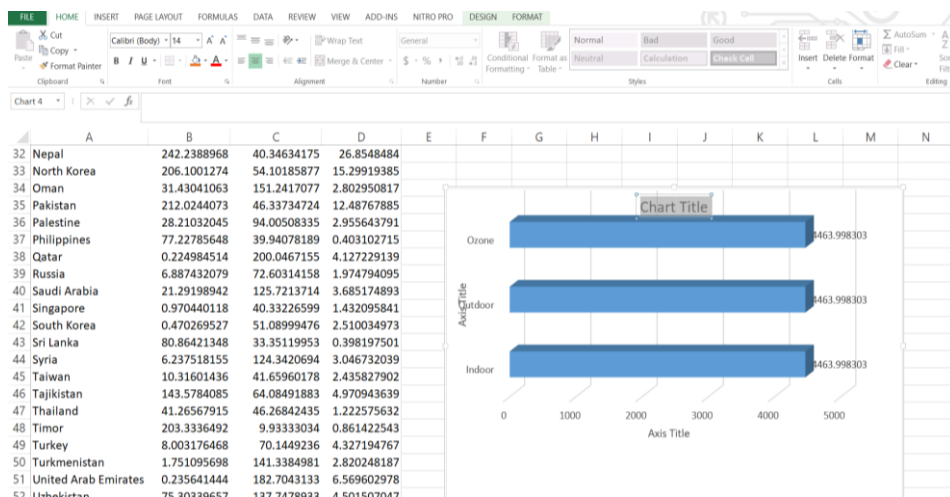 FILE HOME INSERT PAGE LAYOUT FORMULAS DATA REVIEW VIEW ADD-INS NITRO PRO DESIGN FORMAT
Cut
Copy
Format Painter
Paste
Clipboard
Calibri (Body) 14 A A
B I U A
Font
Wrap Text
Merge & Center
Alignment
General
$ % ,
Number
Conditional Formatting
Format as Table
Normal Bad Good
Neutral Calculation Check Cell
Styles
Insert Delete Format
Cells
AutoSum
Fill
Clear
Editing
Chart 4 fx
A B C D E F G H I J K L M N
32 Nepal 242.2388968 40.34634175 26.8548484
33 North Korea 206.1001274 54.10185877 15.29919385
34 Oman 31.43041063 151.2417077 2.802950817
35 Pakistan 212.0244073 46.33734724 12.48767885
36 Palestine 28.21032045 94.00508335 2.955643791
37 Philippines 77.22785648 39.94078189 0.403102715
38 Qatar 0.224984514 200.0467155 4.127229139
39 Russia 6.887432079 72.60314158 1.974794095
40 Saudi Arabia 21.29198942 125.7213714 3.685174893
41 Singapore 0.970440118 40.33226599 1.432095841
42 South Korea 0.470269527 51.08999476 2.510034973
43 Sri Lanka 80.86421348 33.35119953 0.398197501
44 Syria 6.237518155 124.3420694 3.046732039
45 Taiwan 10.31601436 41.65960178 2.435827902
46 Tajikistan 143.5784085 64.08491883 4.970943639
47 Thailand 41.26567915 46.26842435 1.222575632
48 Timor 203.3336492 9.93333034 0.861422543
49 Turkey 8.003176468 70.1449236 4.327194767
50 Turkmenistan 1.751095698 141.3384981 2.820248187
51 United Arab Emirates 0.235641444 182.7043133 6.569602978
52 Uzbekistan 75.30339657 137.7478933 4.501507047
Chart Title
Ozone 4463.998303
Axis Title
Outdoor 4463.998303
Indoor 4463.998303
0 1000 2000 3000 4000 5000
Axis Title